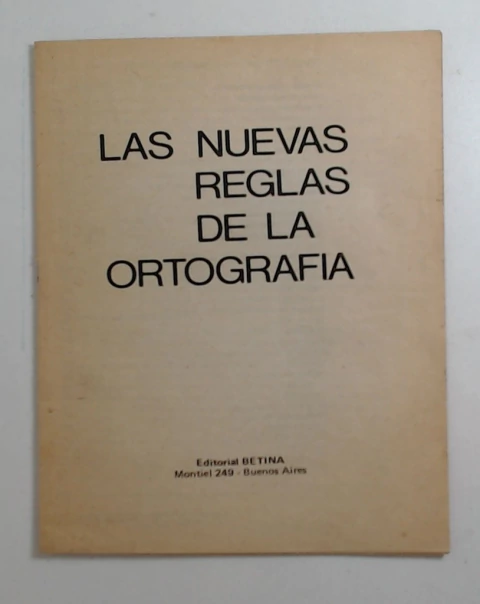 LAS NUEVAS
REGLAS
DE LA
ORTOGRAFIA
Editorial BETINA
Montiel 249 - Buenos Aires